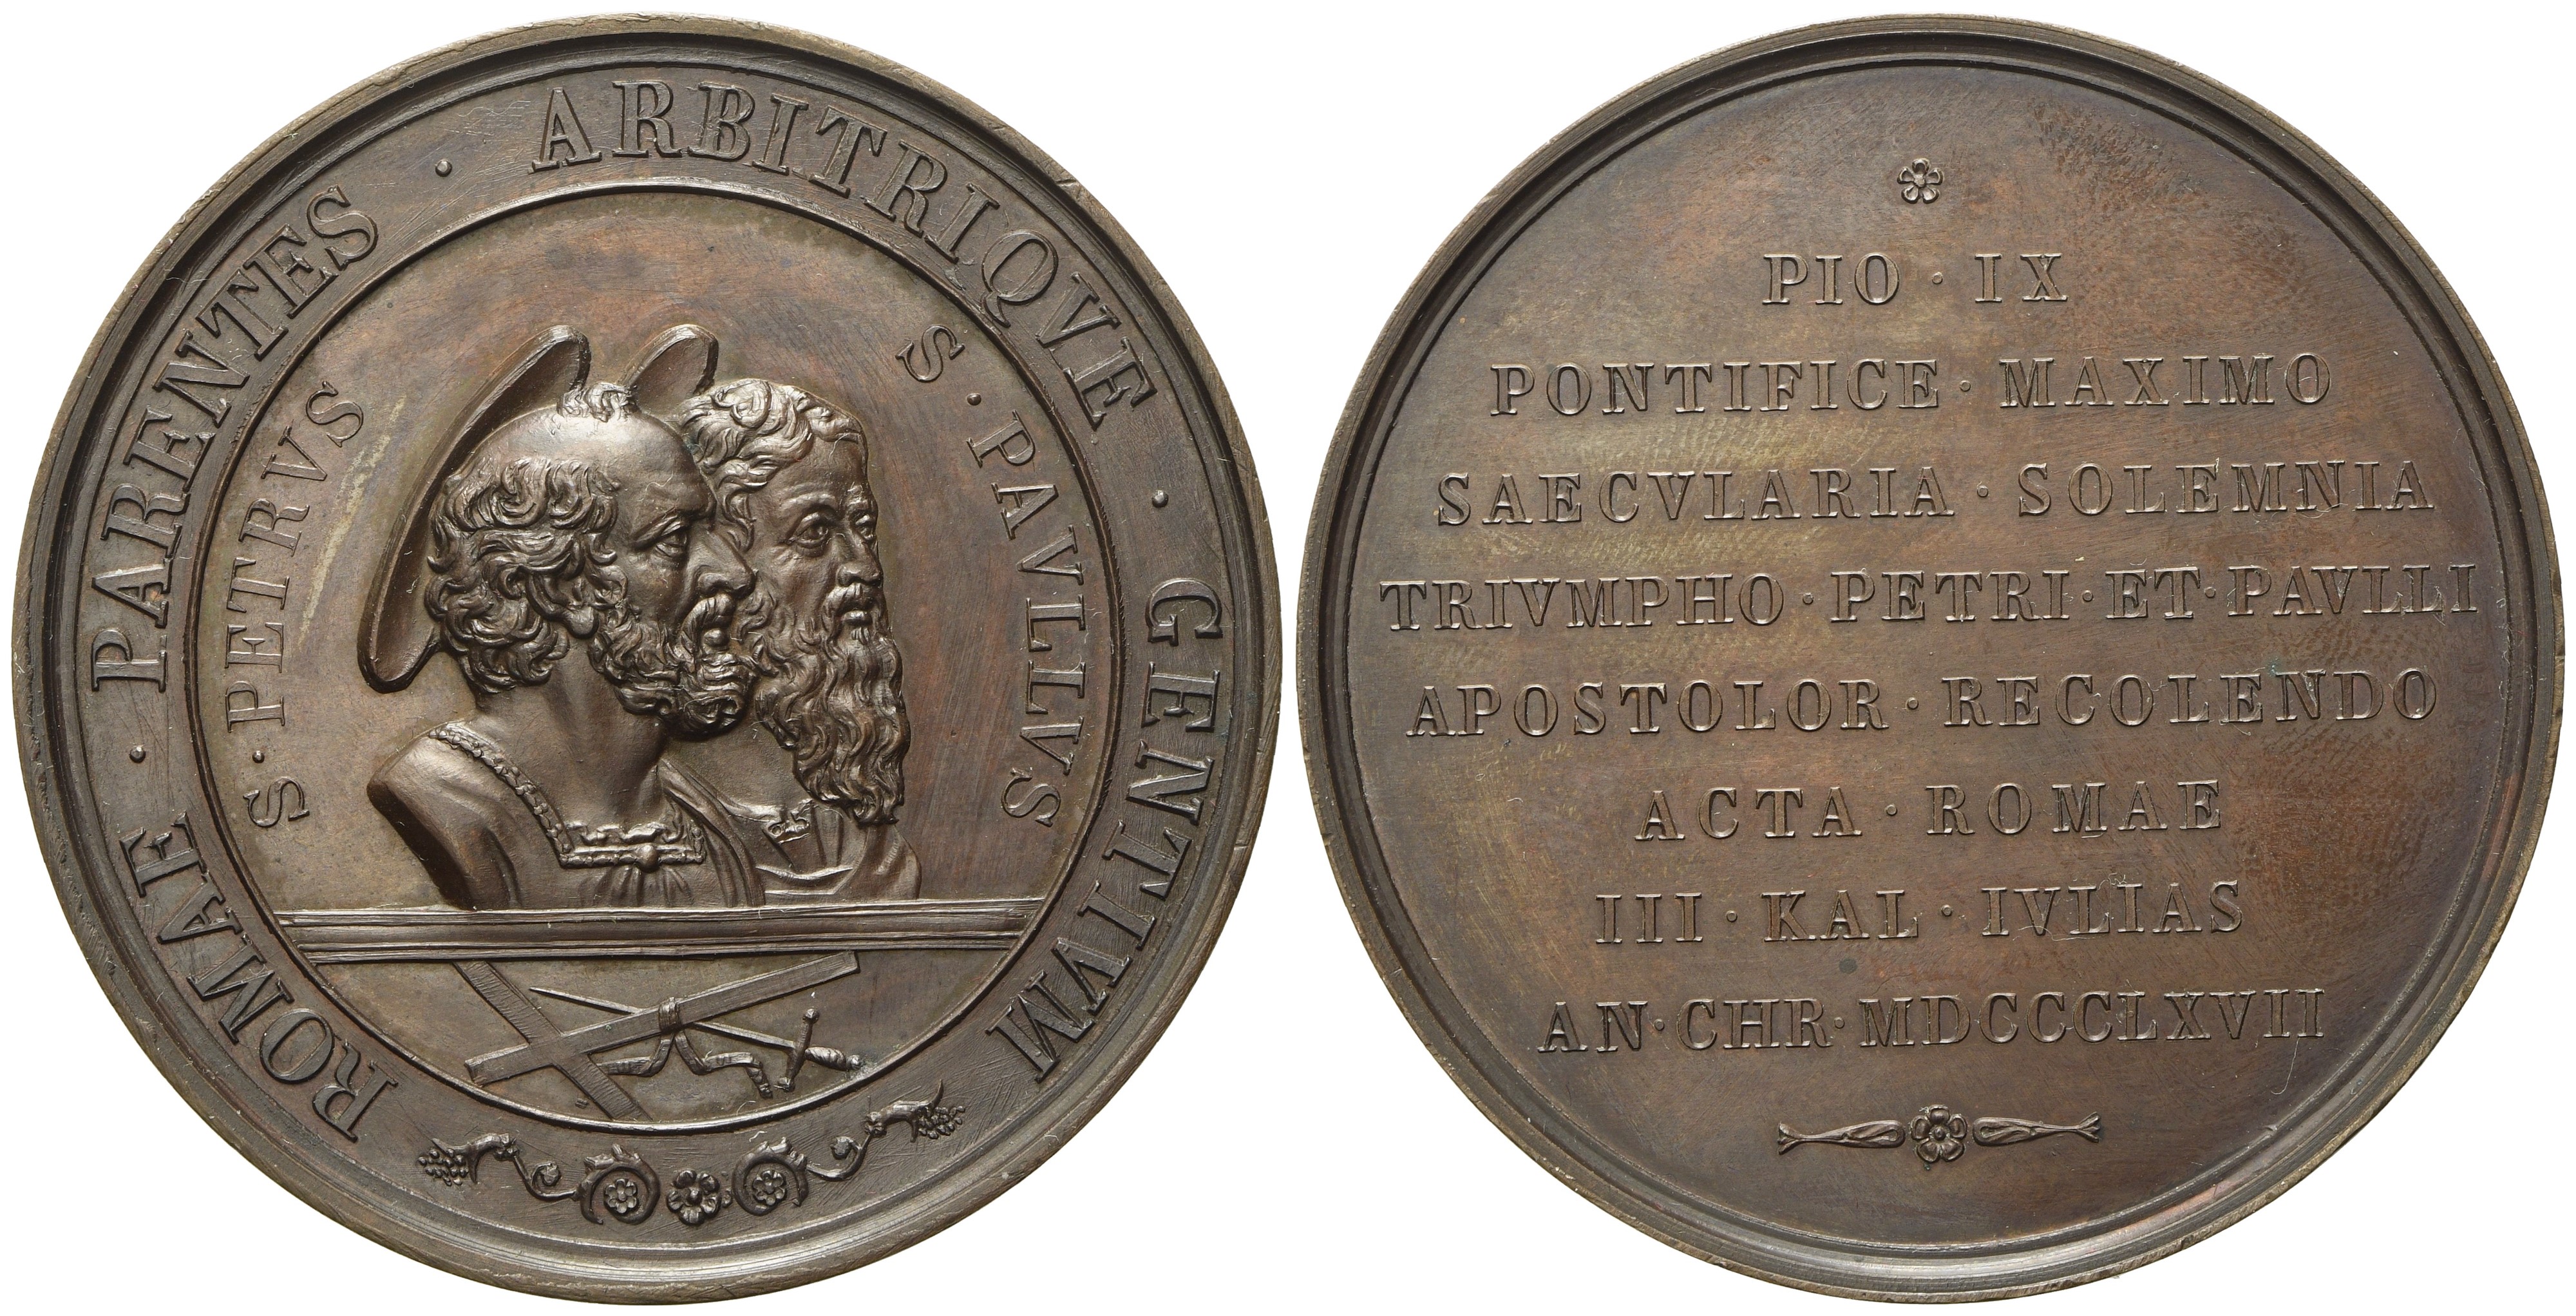 ROMAE · PARENTES · ARBITRIQVE · GENTIVM
S · PETRVS
S · PAVLLVS
PIO · IX
PONTIFICE · MAXIMO
SAECVLARIA · SOLEMNIA
TRIVMPHO · PETRI · ET · PAVLLI
APOSTOLOR · RECOLENDO
ACTA · ROMAE
III · KAL · IVLIAS
AN · CHR · MDCCCLXVII